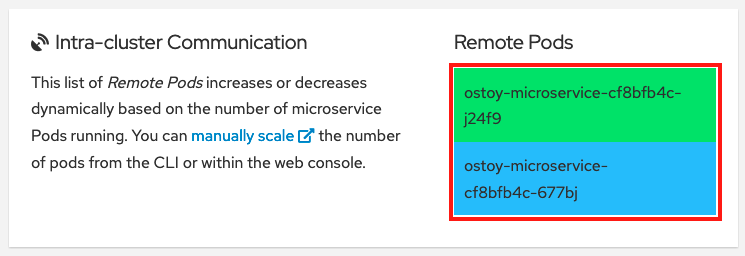 Intra-cluster Communication
This list of Remote Pods increases or decreases
dynamically based on the number of microservice
Pods running. You can manually scale the number
of pods from the CLI or within the web console.
Remote Pods
ostoy-microservice-cf8bfb4c-
j24f9
ostoy-microservice-
cf8bfb4c-677bj